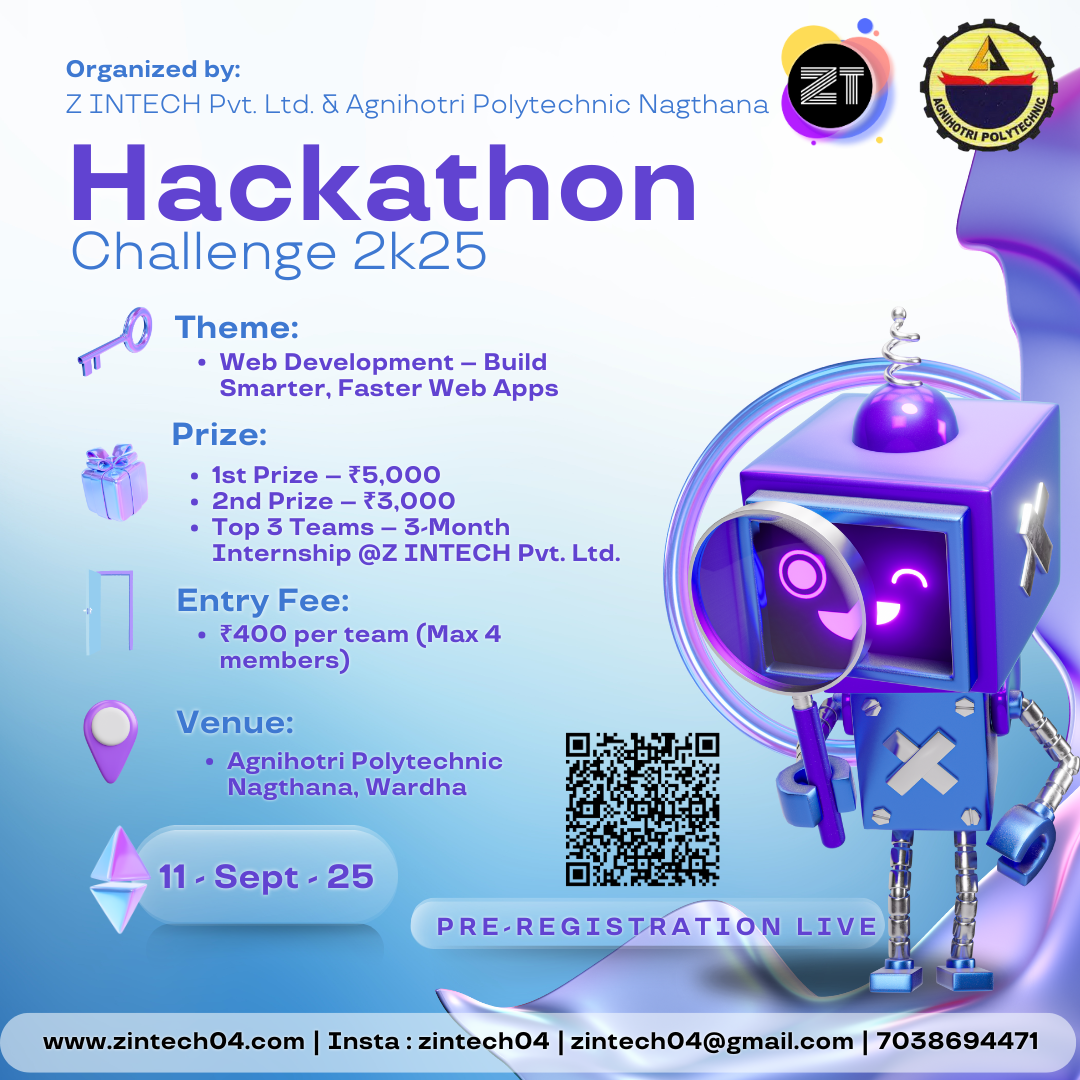 Organized by:
Z INTECH Pvt. Ltd. & Agnihotri Polytechnic Nagthana
ZT
AGNIHOTRI POLYTECHNIC
Hackathon
Challenge 2k25
Theme:
• Web Development – Build
Smarter, Faster Web Apps
Prize:
• 1st Prize – ₹5,000
• 2nd Prize – ₹3,000
• Top 3 Teams – 3-Month
Internship @Z INTECH Pvt. Ltd.
Entry Fee:
• ₹400 per team (Max 4
members)
Venue:
• Agnihotri Polytechnic
Nagthana, Wardha
11 - Sept - 25
PRE-REGISTRATION LIVE
www.zintech04.com | Insta : zintech04 | zintech04@gmail.com | 7038694471